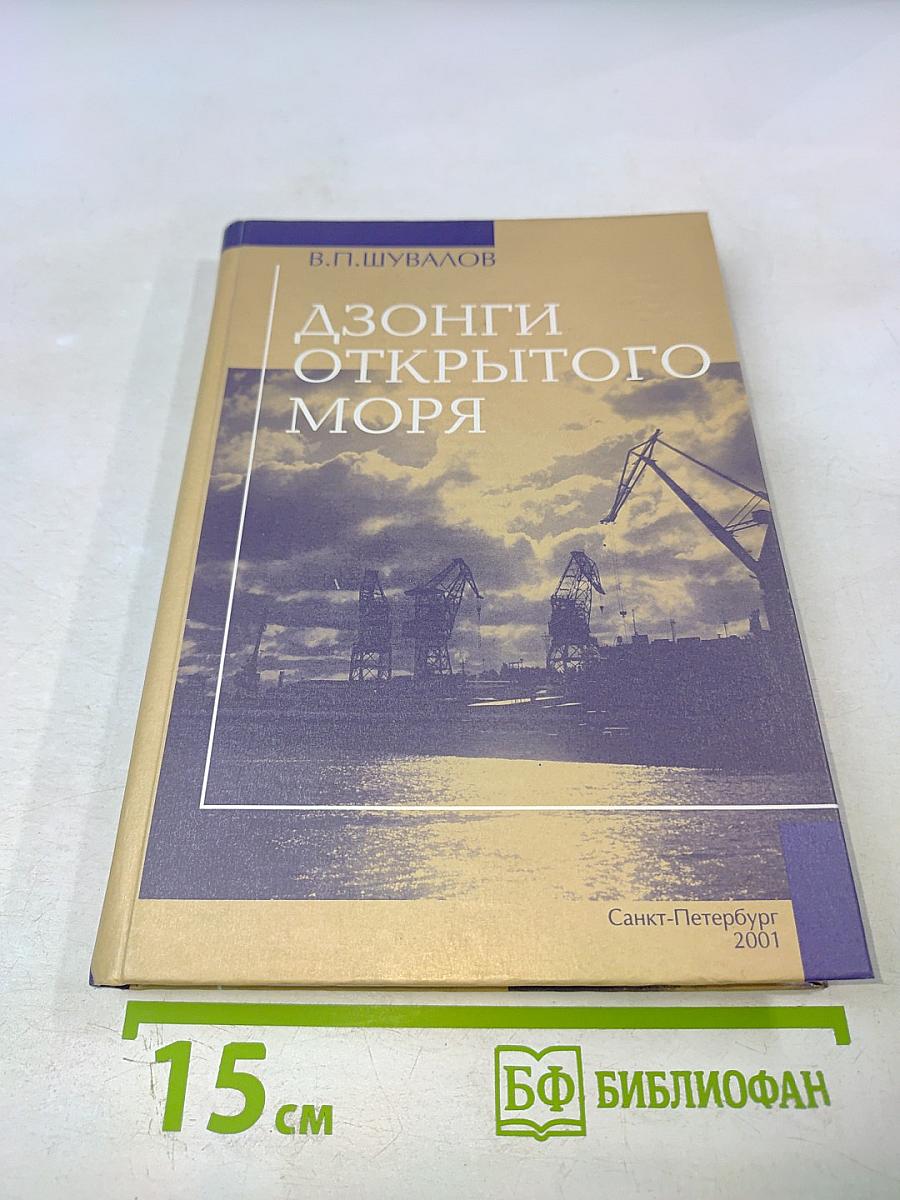 В.П.ШУВАЛОВ
ДЗОНГИ
ОТКРЫТОГО
МОРЯ
Санкт-Петербург
2001
15 см
БФ БИБЛИОФАН